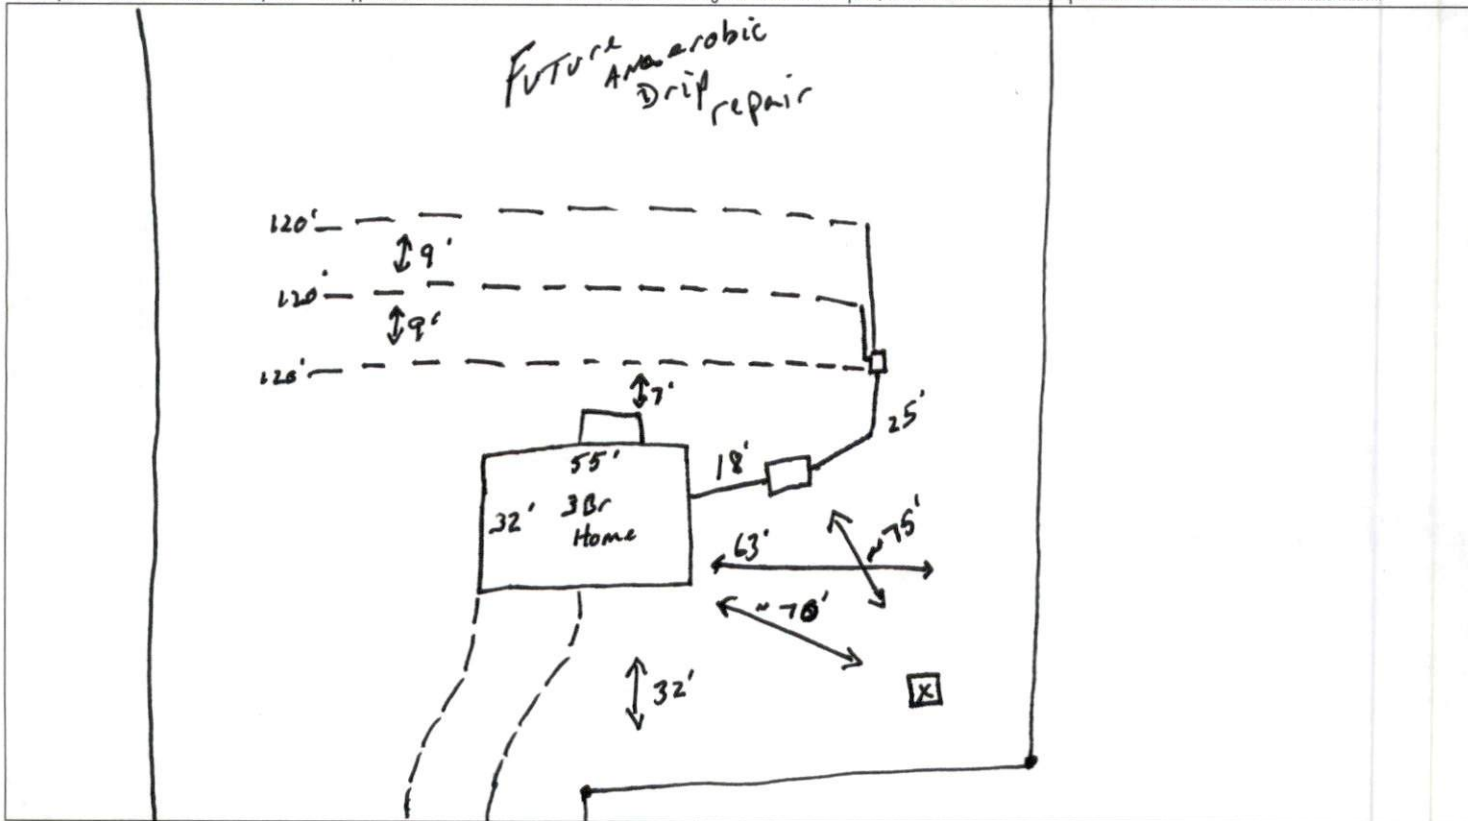 Future
Anaerobic
Drip
repair
120'
9'
120'
9'
120'
7'
25'
55'
18'
32'
3Br
Home
~75'
63'
~70'
32'
X